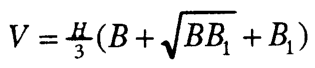 V = H/3 (B + √BB₁ + B₁)